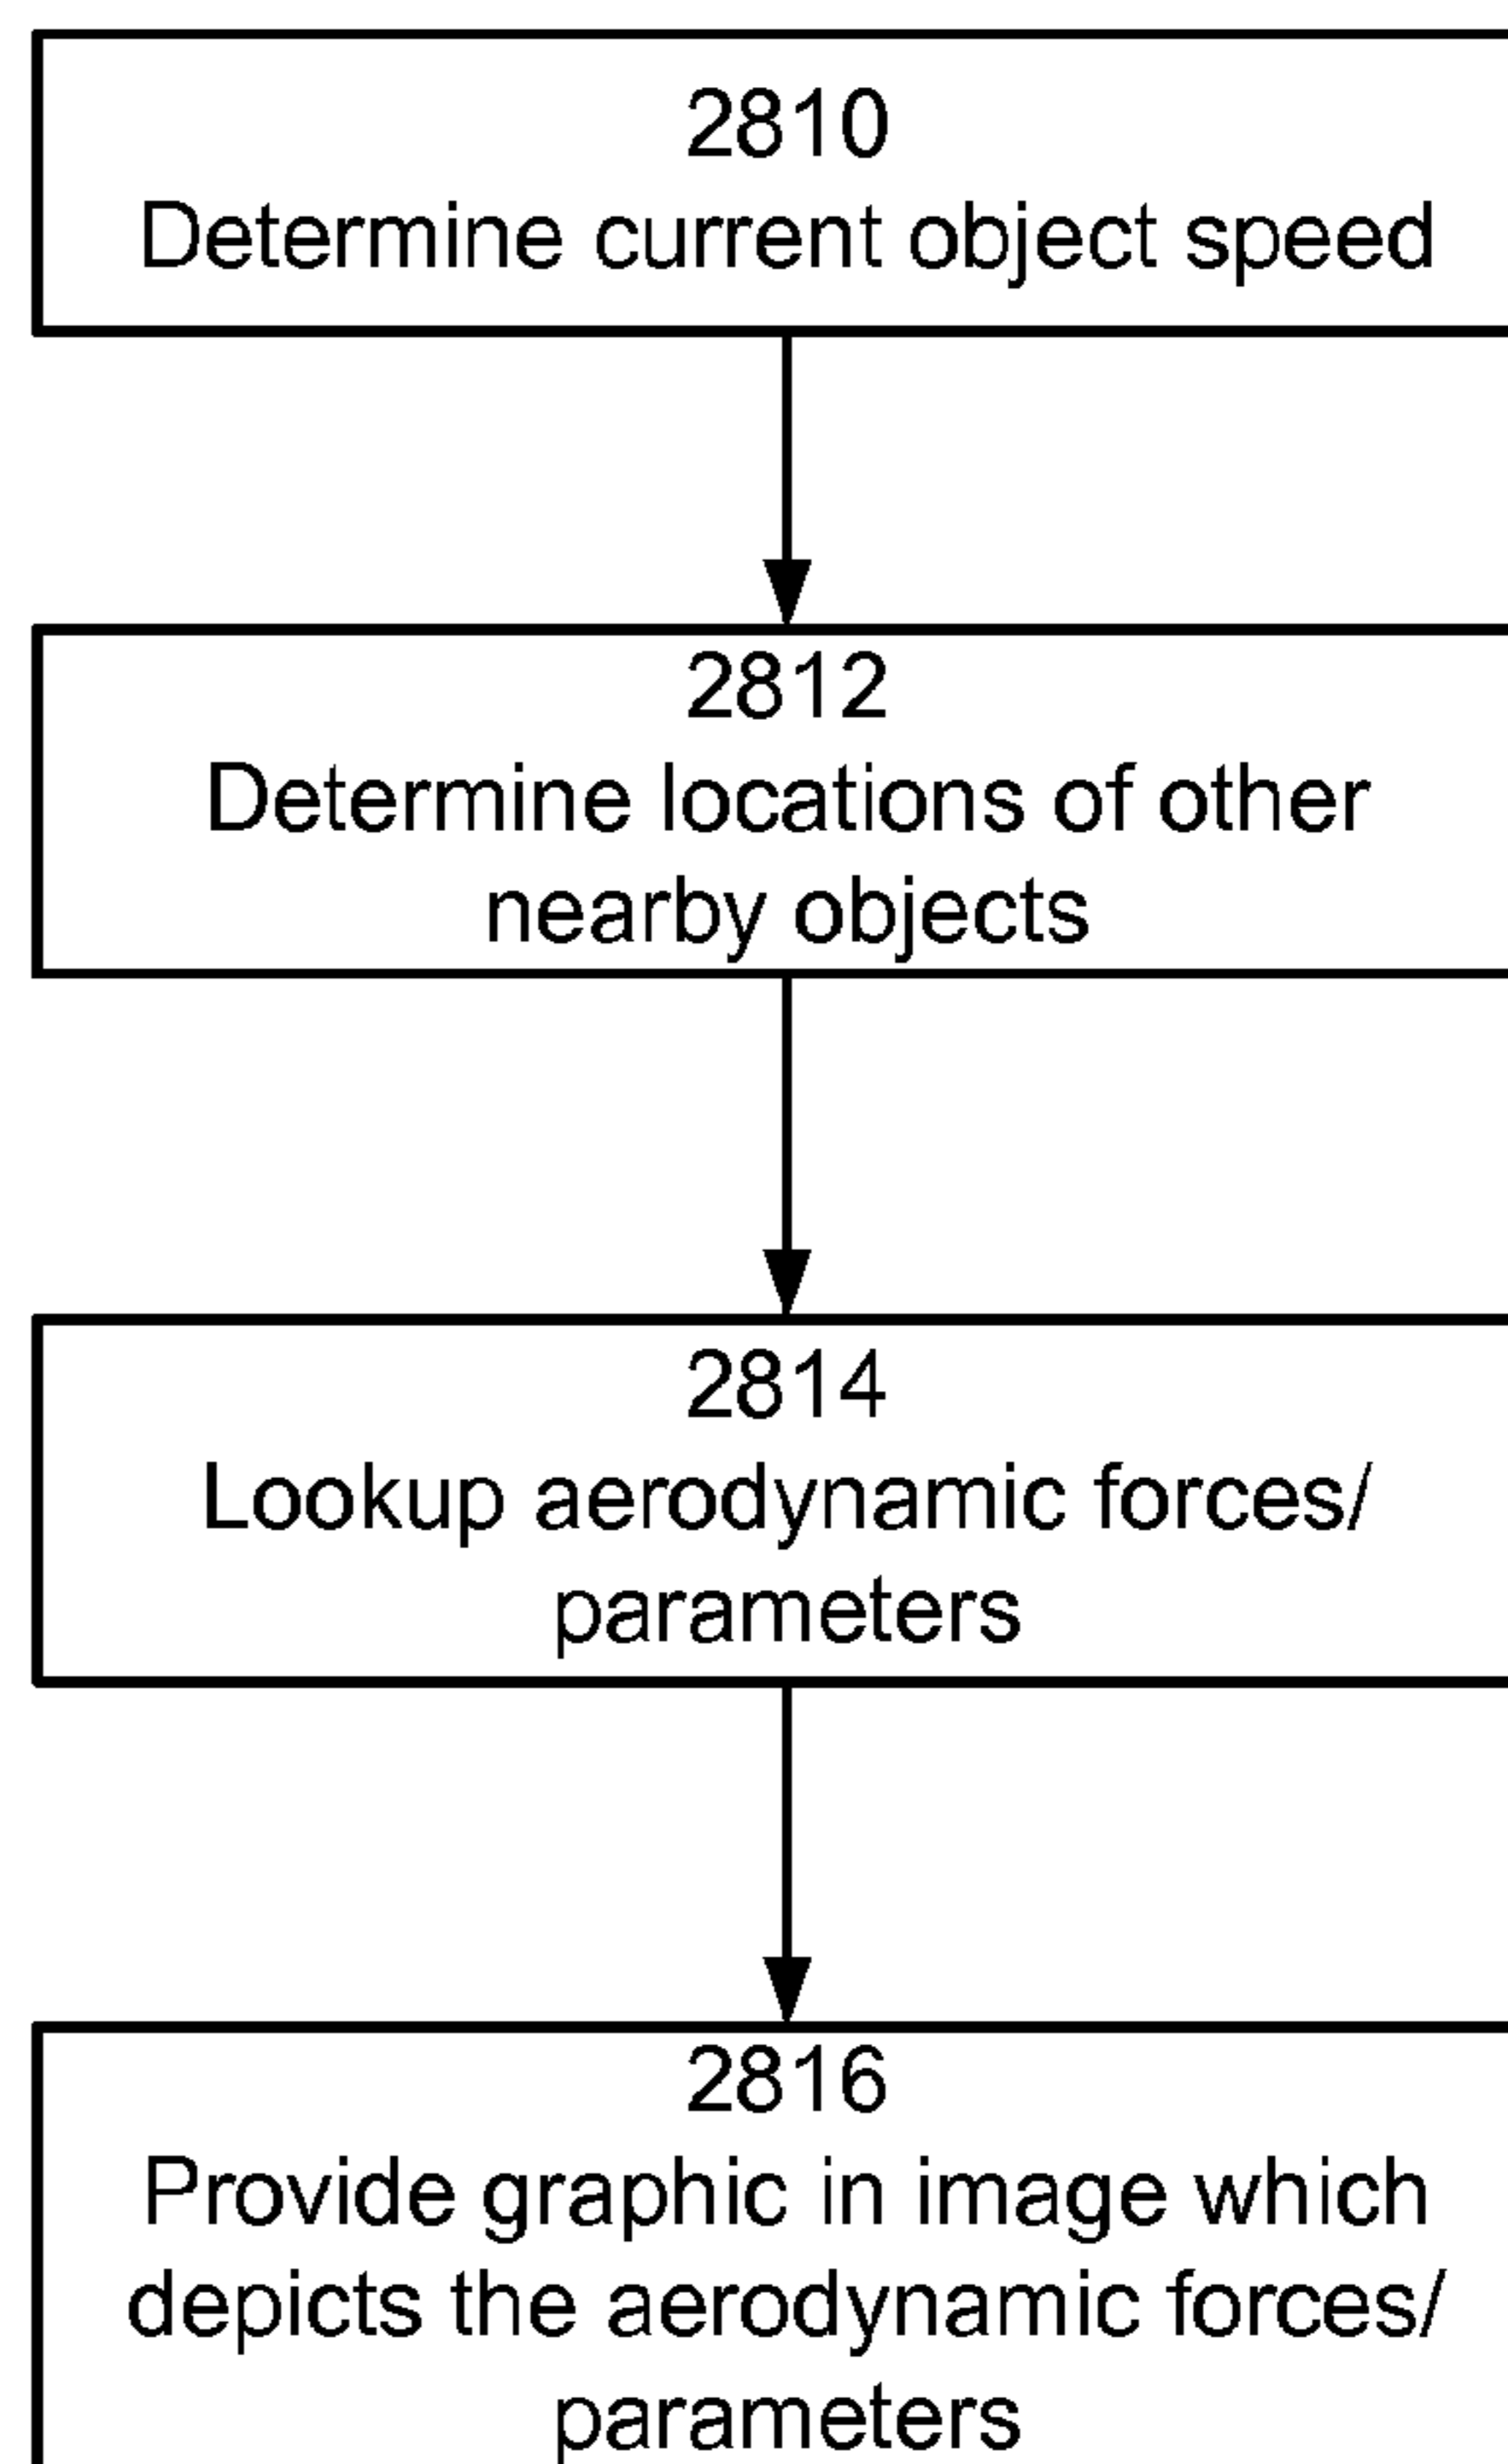 2810
Determine current object speed
2812
Determine locations of other
nearby objects
2814
Lookup aerodynamic forces/
parameters
2816
Provide graphic in image which
depicts the aerodynamic forces/
parameters